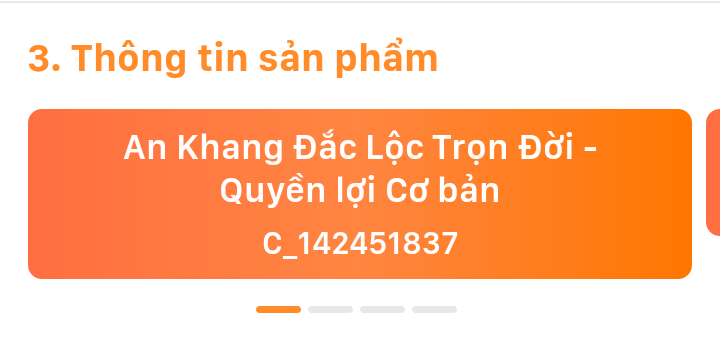 3. Thông tin sản phẩm
An Khang Đắc Lộc Trọn Đời -
Quyền lợi Cơ bản
C_142451837